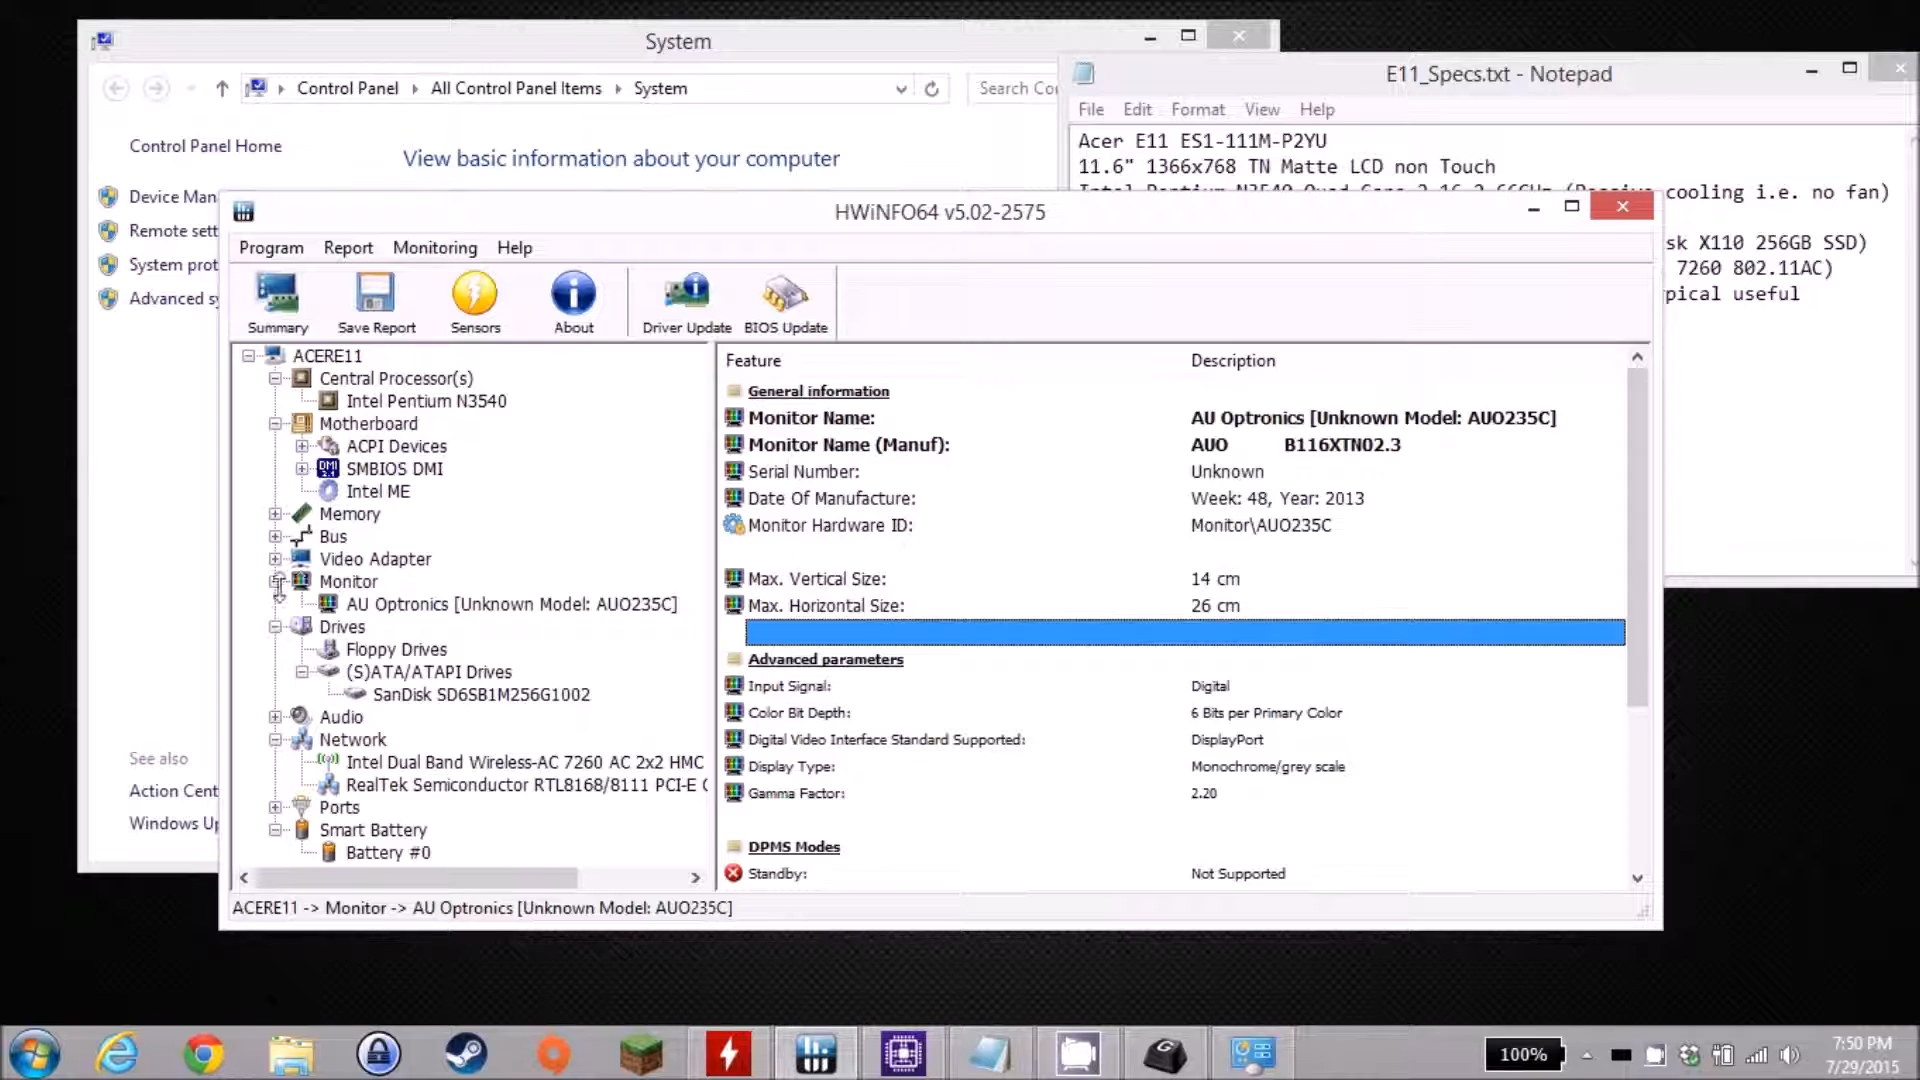 System
Control Panel
All Control Panel Items
System
Control Panel Home
View basic information about your computer
Device Man
Remote sett
System prot
Advanced sy
See also
Action Cent
Windows Up
E11_Specs.txt - Notepad
File Edit Format View Help
Acer E11 ES1-111M-P2YU
11.6" 1366x768 TN Matte LCD non Touch
Intel Pentium N3540 Quad Core 2.16-2.66GHz (Passive cooling i.e. no fan)
sk X110 256GB SSD)
7260 802.11AC)
pical useful
HWiNFO64 v5.02-2575
Program Report Monitoring Help
Summary Save Report Sensors About Driver Update BIOS Update
ACERE11
Central Processor(s)
Intel Pentium N3540
Motherboard
ACPI Devices
SMBIOS DMI
Intel ME
Memory
Bus
Video Adapter
Monitor
AU Optronics [Unknown Model: AUO235C]
Drives
Floppy Drives
(S)ATA/ATAPI Drives
SanDisk SD6SB1M256G1002
Audio
Network
Intel Dual Band Wireless-AC 7260 AC 2x2 HMC
RealTek Semiconductor RTL8168/8111 PCI-E
Ports
Smart Battery
Battery #0
Feature Description
General information
Monitor Name: AU Optronics [Unknown Model: AUO235C]
Monitor Name (Manuf): AUO B116XTN02.3
Serial Number: Unknown
Date Of Manufacture: Week: 48, Year: 2013
Monitor Hardware ID: Monitor\AUO235C
Max. Vertical Size: 14 cm
Max. Horizontal Size: 26 cm
Advanced parameters
Input Signal: Digital
Color Bit Depth: 6 Bits per Primary Color
Digital Video Interface Standard Supported: DisplayPort
Display Type: Monochrome/grey scale
Gamma Factor: 2.20
DPMS Modes
Standby: Not Supported
ACERE11 -> Monitor -> AU Optronics [Unknown Model: AUO235C]
100%
7:50 PM
7/29/2015